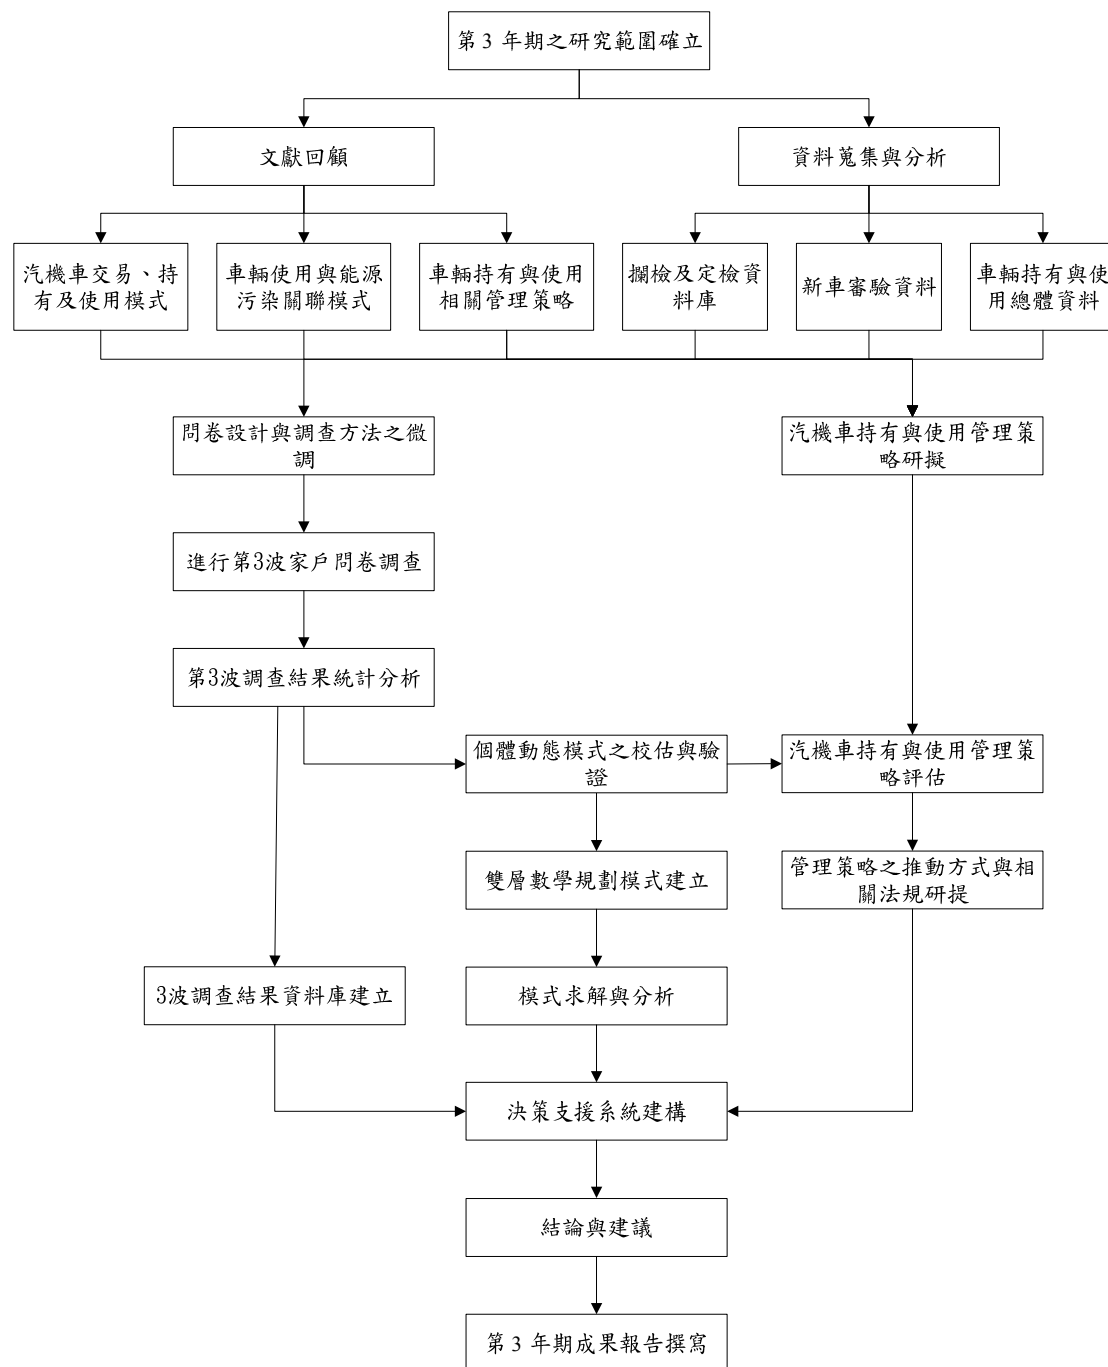 第 3 年期之研究範圍確立
文獻回顧
資料蒐集與分析
汽機車交易、持
有及使用模式
車輛使用與能源
污染關聯模式
車輛持有與使用
相關管理策略
攔檢及定檢資
料庫
新車審驗資料
車輛持有與使
用總體資料
問卷設計與調查方法之微
調
汽機車持有與使用管理策
略研擬
進行第3波家戶問卷調查
第3波調查結果統計分析
個體動態模式之校估與驗
證
汽機車持有與使用管理策
略評估
雙層數學規劃模式建立
管理策略之推動方式與相
關法規研提
3波調查結果資料庫建立
模式求解與分析
決策支援系統建構
結論與建議
第 3 年期成果報告撰寫